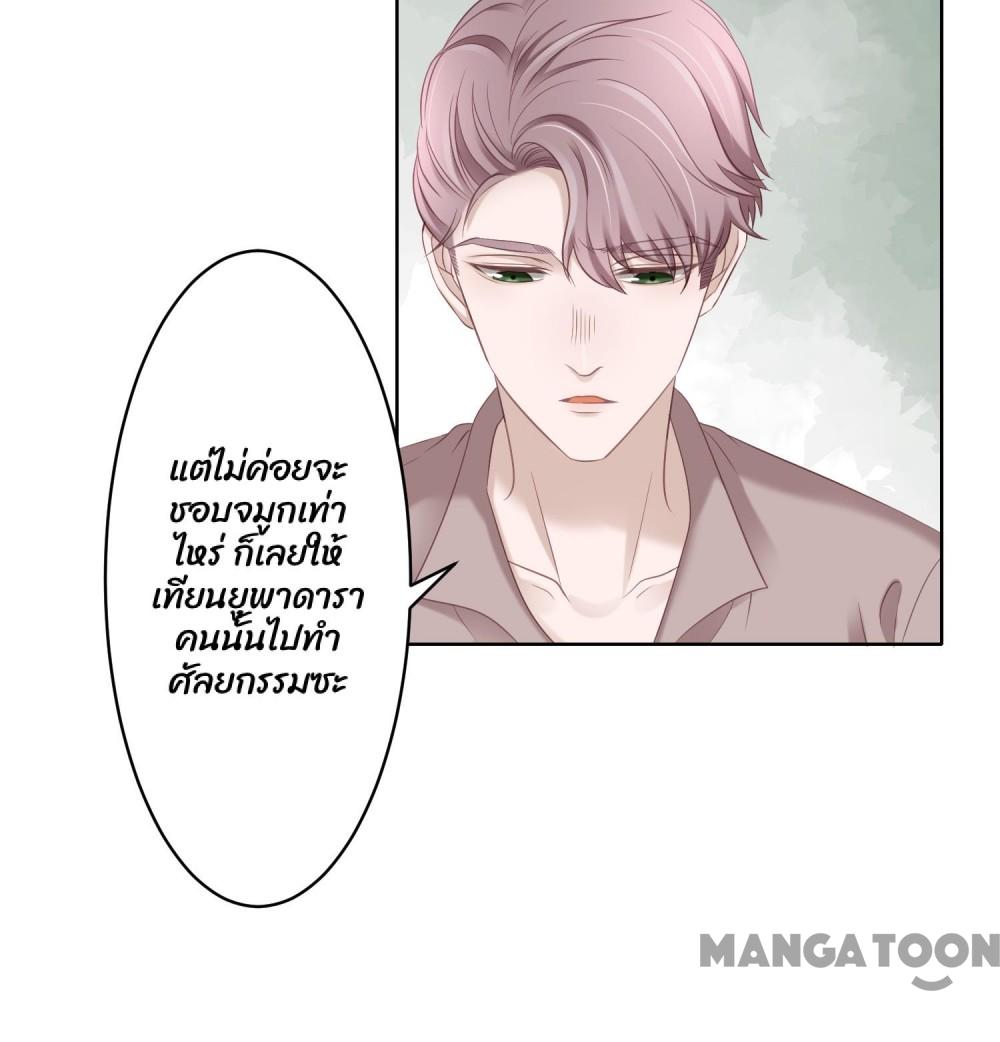 แต่ไม่ค่อยจะ
ชอบจมูกเท่า
ไหร่ ก็เลยให้
เทียนยูพาดารา
คนนั้นไปทำ
ศัลยกรรมซะ
MANGATOON